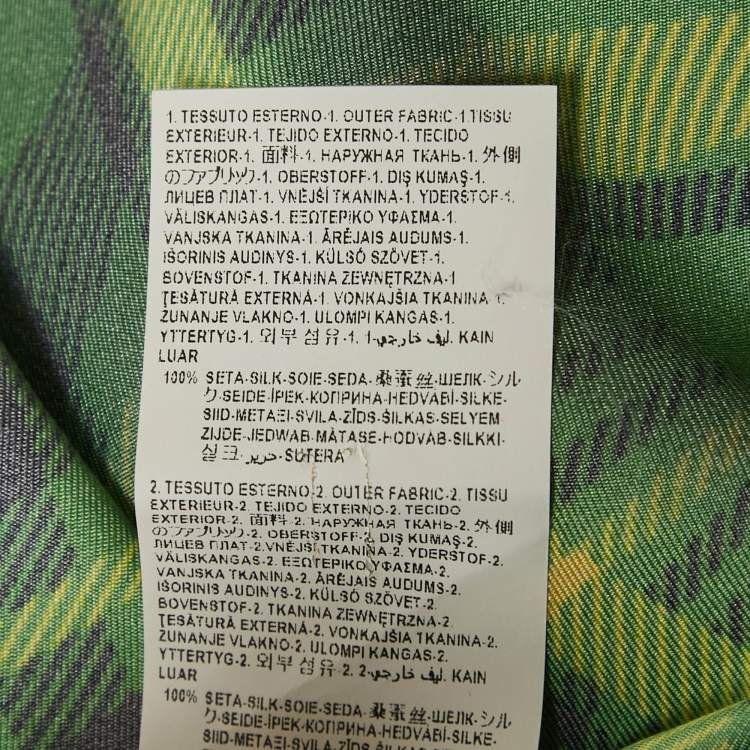 1. TESSUTO ESTERNO-1. OUTER FABRIC-1.TISSU
EXTERIEUR-1. TEJIDO EXTERNO-1. TECIDO
EXTERIOR-1. 面料-1. НАРУЖНАЯ ТКАНЬ-1. 外側
のファブリック-1. OBERSTOFF-1. DIŞ KUMAŞ-1.
ЛИЦЕВ ПЛАТ-1. VNĚJŠÍ TKANINA-1. YDERSTOF-1.
VÄLISKANGAS-1. ΕΞΩΤΕΡΙΚΟ ΥΦΑΣΜΑ-1.
VANJSKA TKANINA-1. ĀRĒJAIS AUDUMS-1.
IŠORINIS AUDINYS-1. KÜLSŐ SZÖVET-1.
BOVENSTOF-1. TKANINA ZEWNĘTRZNA-1
ŢESĂTURĂ EXTERNĂ-1. VONKAJŠIA TKANINA-1.
ZUNANJE VLAKNO-1. ULOMPI KANGAS-1.
YTTERTYG-1. 외부 섬유-1. ليف خارجي-1. KAIN
LUAR
100% SETA-SILK-SOIE-SEDA-桑蚕丝-ШЕЛК-シル
ク-SEIDE-İPEK-КОПРИНА-HEDVÁBÍ-SILKE-
SIID-ΜΕΤΑΞΙ-SVILA-ZĪDS-ŠILKAS-SELYEM
ZIJDE-JEDWAB-MĂTASE-HODVÁB-SILKKI-
실크-حرير-SUTERA
2. TESSUTO ESTERNO-2. OUTER FABRIC-2. TISSU
EXTERIEUR-2. TEJIDO EXTERNO-2. TECIDO
EXTERIOR-2. 面料-2. НАРУЖНАЯ ТКАНЬ-2. 外側
のファブリック-2. OBERSTOFF-2. DIŞ KUMAŞ-2.
ЛИЦЕВ ПЛАТ-2.VNĚJŠÍ TKANINA-2. YDERSTOF-2.
VÄLISKANGAS-2. ΕΞΩΤΕΡΙΚΟ ΥΦΑΣΜΑ-2.
VANJSKA TKANINA-2. ĀRĒJAIS AUDUMS-2.
IŠORINIS AUDINYS-2. KÜLSŐ SZÖVET-2.
BOVENSTOF-2. TKANINA ZEWNĘTRZNA-2.
ŢESĂTURĂ EXTERNĂ-2. VONKAJŠIA TKANINA-2.
ZUNANJE VLAKNO-2. ULOMPI KANGAS-2.
YTTERTYG-2. 외부 섬유-2. ليف خارجي-2. KAIN
LUAR
100% SETA-SILK-SOIE-SEDA-桑蚕丝-ШЕЛК-シル
ク-SEIDE-İPEK-КОПРИНА-HEDVÁBÍ-SILKE-
SIID-ΜΕΤΑΞΙ-SVILA-ZĪDS-ŠILKAS-SELYEM